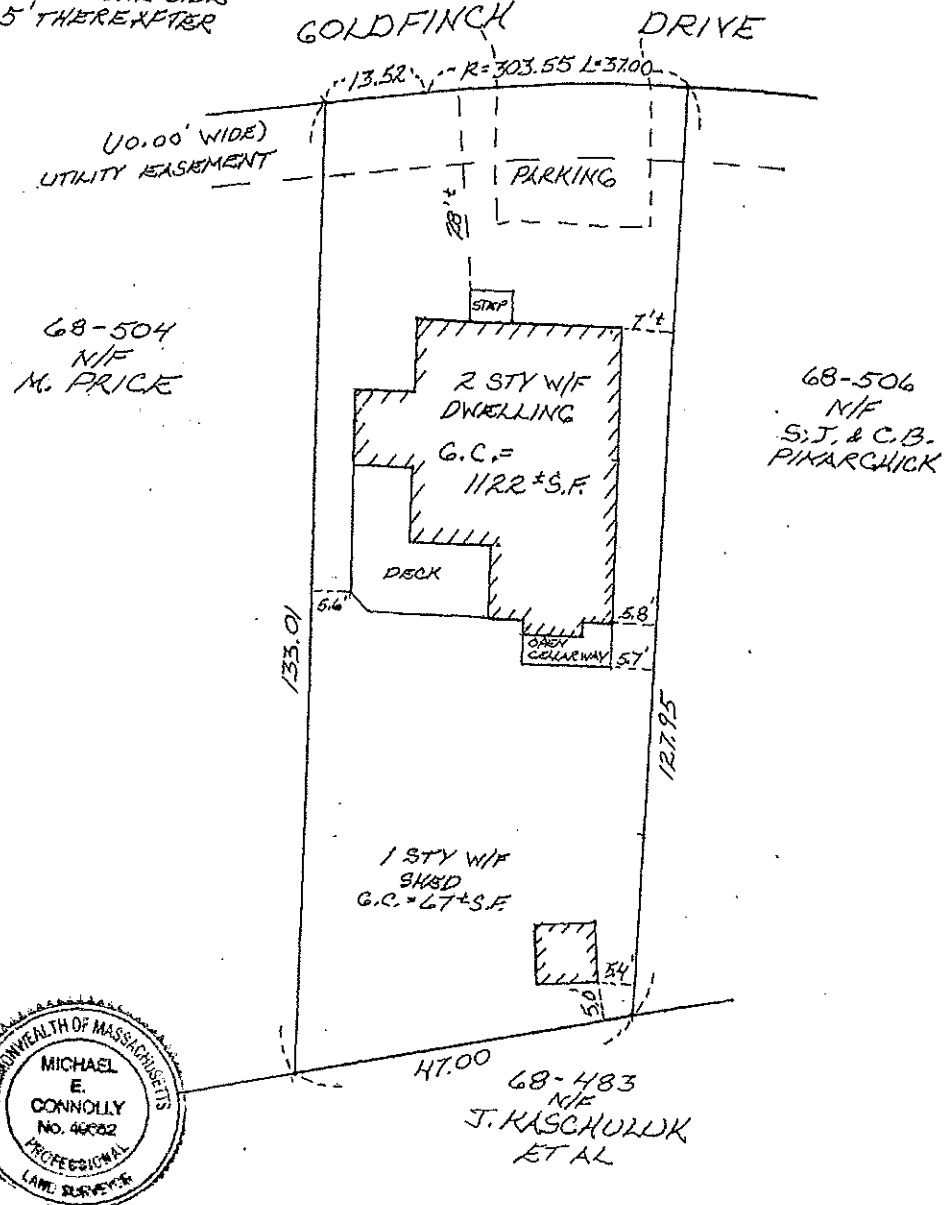 5' THEREAFTER
GOLDFINCH DRIVE
13.52 R=303.55 L=37.00
(10.00' WIDE)
UTILITY EASEMENT
PARKING
28'±
STEP
7'±
68-504
N/F
M. PRICE
2 STY W/F
DWELLING
G.C.=
1122±S.F.
68-506
N/F
S.J. & C.B.
PINARCHICK
DECK
5.6'
5.8'
OPEN
CELLARWAY
5.7'
133.01
127.95
1 STY W/F
SHED
G.C.=67±S.F.
5.4'
5.0'
47.00
68-483
N/F
J. KASCHULUK
ET AL
COMMONWEALTH OF MASSACHUSETTS
MICHAEL
E.
CONNOLLY
No.
PROFESSIONAL
LAND SURVEYOR